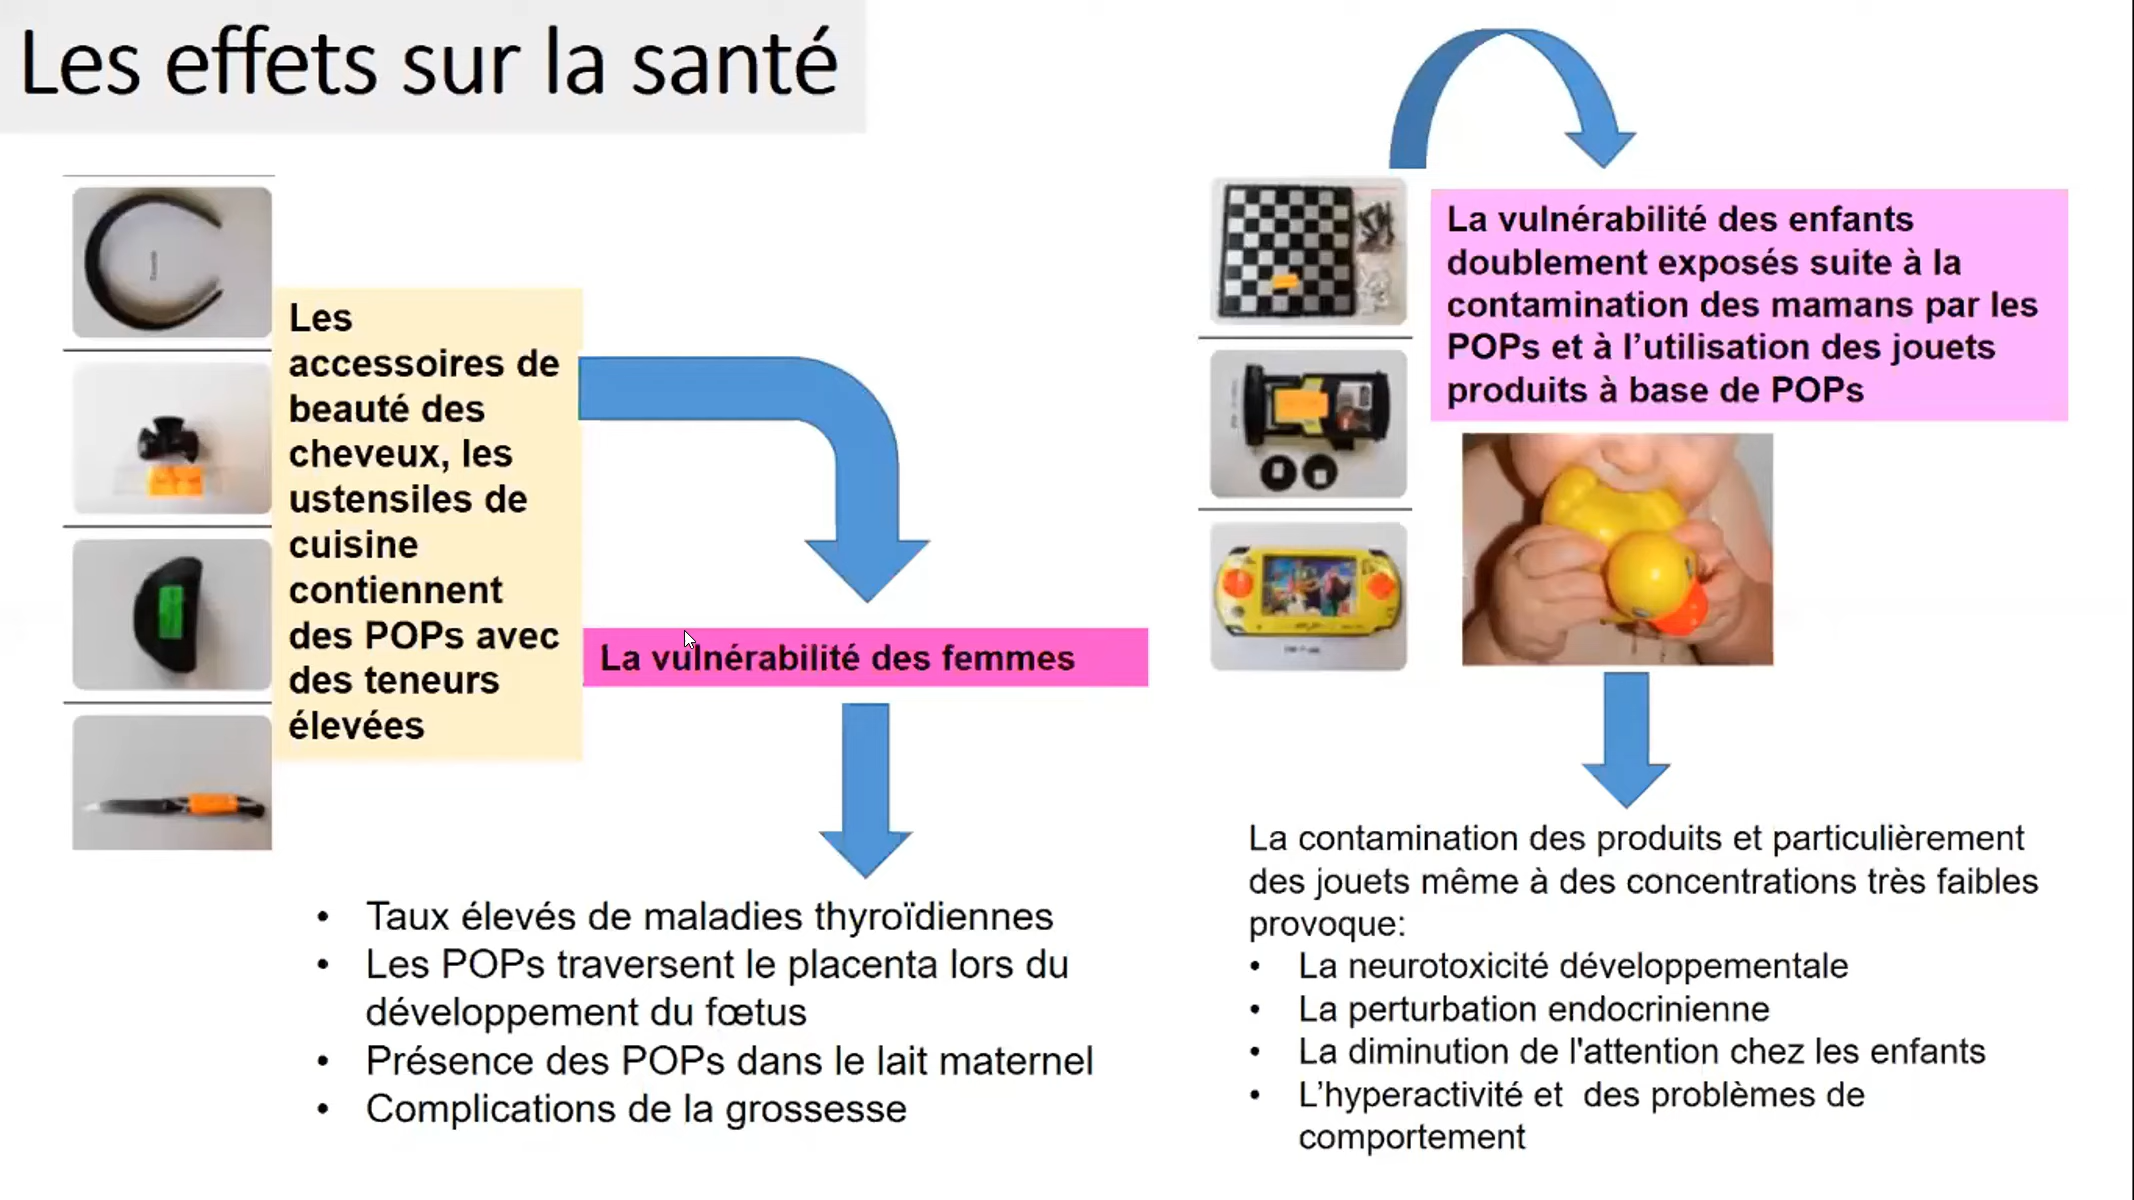 Les effets sur la santé
Les
accessoires de
beauté des
cheveux, les
ustensiles de
cuisine
contiennent
des POPs avec
des teneurs
élevées
La vulnérabilité des femmes
• Taux élevés de maladies thyroïdiennes
• Les POPs traversent le placenta lors du
développement du fœtus
• Présence des POPs dans le lait maternel
• Complications de la grossesse
La vulnérabilité des enfants
doublement exposés suite à la
contamination des mamans par les
POPs et à l’utilisation des jouets
produits à base de POPs
La contamination des produits et particulièrement
des jouets même à des concentrations très faibles
provoque:
• La neurotoxicité développementale
• La perturbation endocrinienne
• La diminution de l'attention chez les enfants
• L’hyperactivité et  des problèmes de
comportement